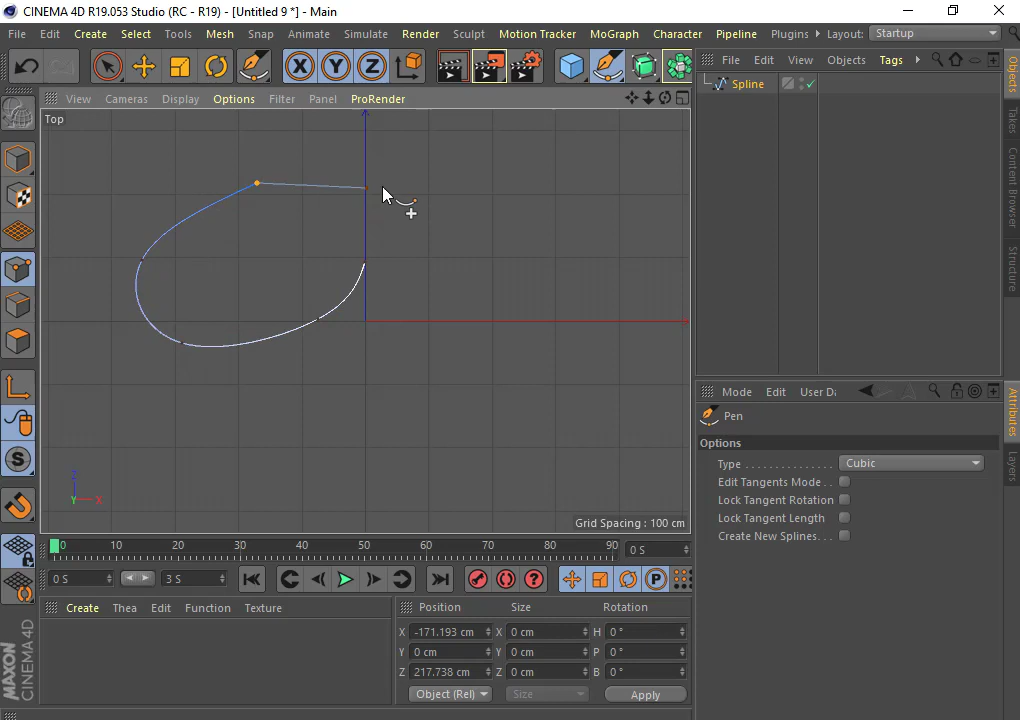 CINEMA 4D R19.053 Studio (RC - R19) - [Untitled 9 *] - Main
File Edit Create Select Tools Mesh Snap Animate Simulate Render Sculpt Motion Tracker MoGraph Character Pipeline Plugins Layout: Startup
X Y Z
File Edit View Objects Tags
View Cameras Display Options Filter Panel ProRender
Spline
Top
Objects
Takes
Content Browser
Structure
Mode Edit User Da
Pen
Options
Type . . . . . . . . . . . . . . Cubic
Edit Tangents Mode . .
Lock Tangent Rotation
Lock Tangent Length
Create New Splines. . .
Attributes
Layers
Z
Y X
S
Grid Spacing : 100 cm
0 10 20 30 40 50 60 70 80 90 0 S
0 S 3 S
P
Create Thea Edit Function Texture
Position Size Rotation
X -171.193 cm X 0 cm H 0 °
Y 0 cm Y 0 cm P 0 °
Z 217.738 cm Z 0 cm B 0 °
Object (Rel) Size Apply
MAXON
CINEMA 4D